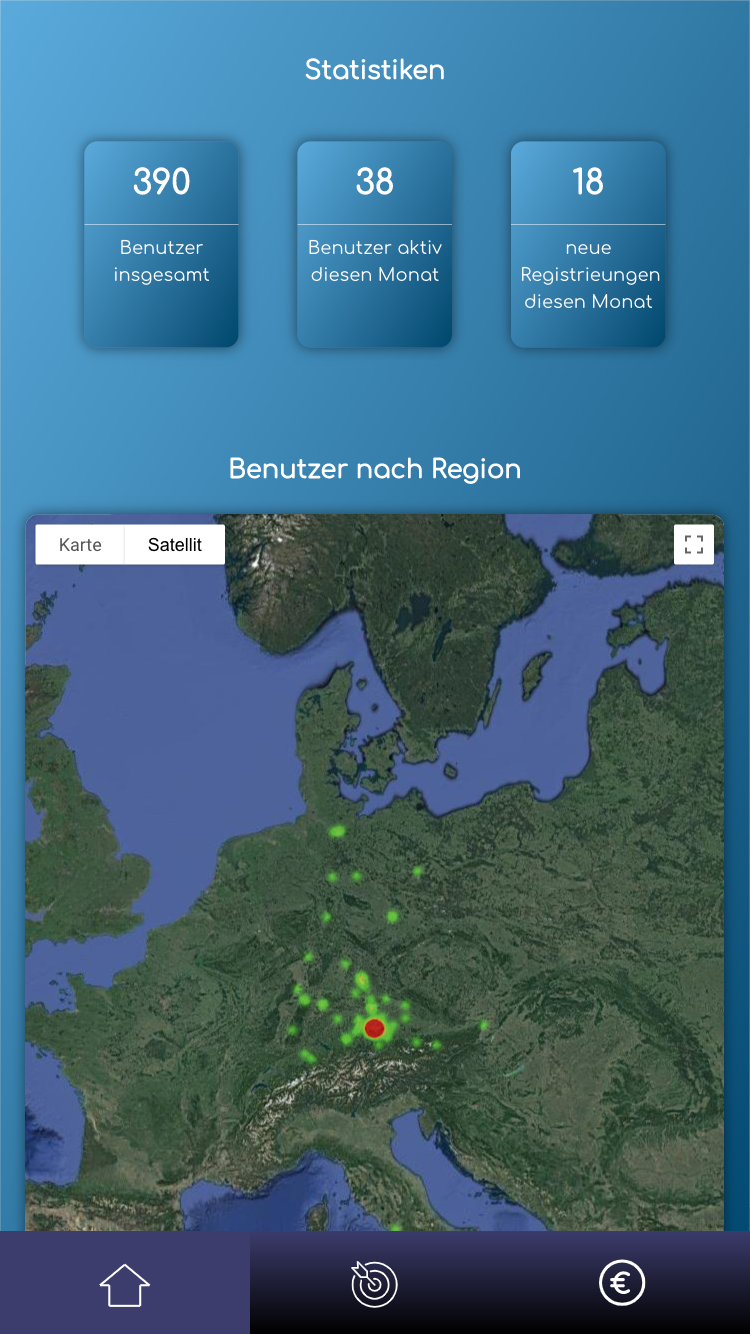 Statistiken
390
Benutzer
insgesamt
38
Benutzer aktiv
diesen Monat
18
neue
Registrieungen
diesen Monat
Benutzer nach Region
Karte Satellit
€